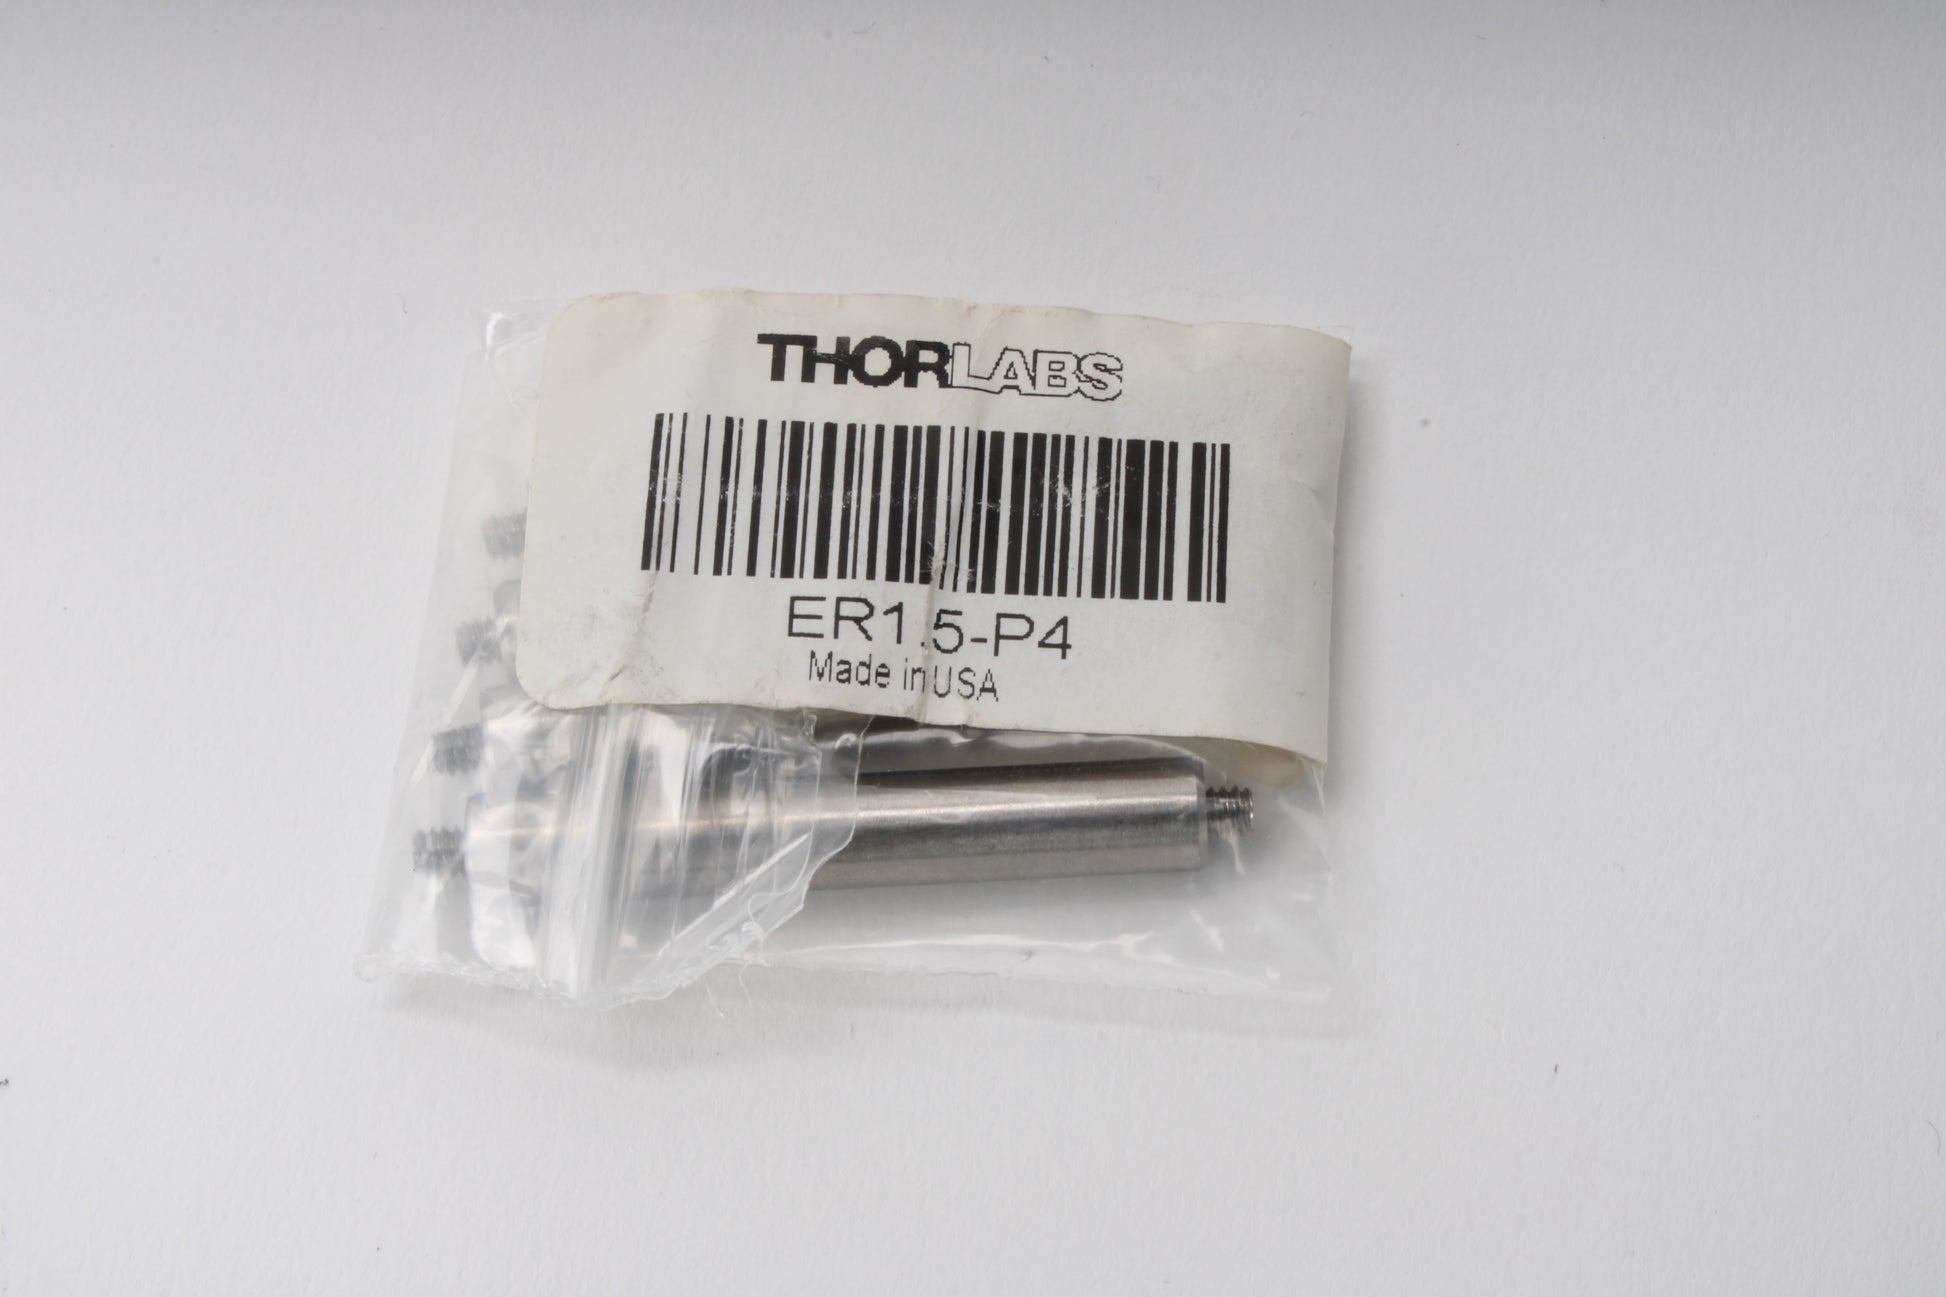 THORLABS
ER1.5-P4
Made in USA